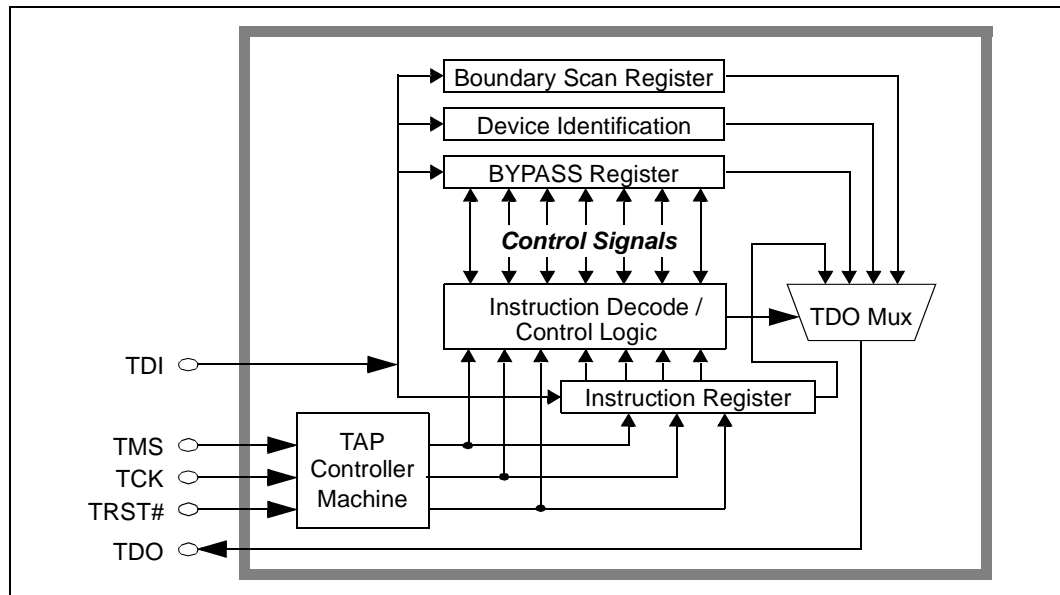 Boundary Scan Register
Device Identification
BYPASS Register
Control Signals
Instruction Decode /
Control Logic
TDO Mux
TDI
Instruction Register
TMS
TCK
TRST#
TDO
TAP
Controller
Machine